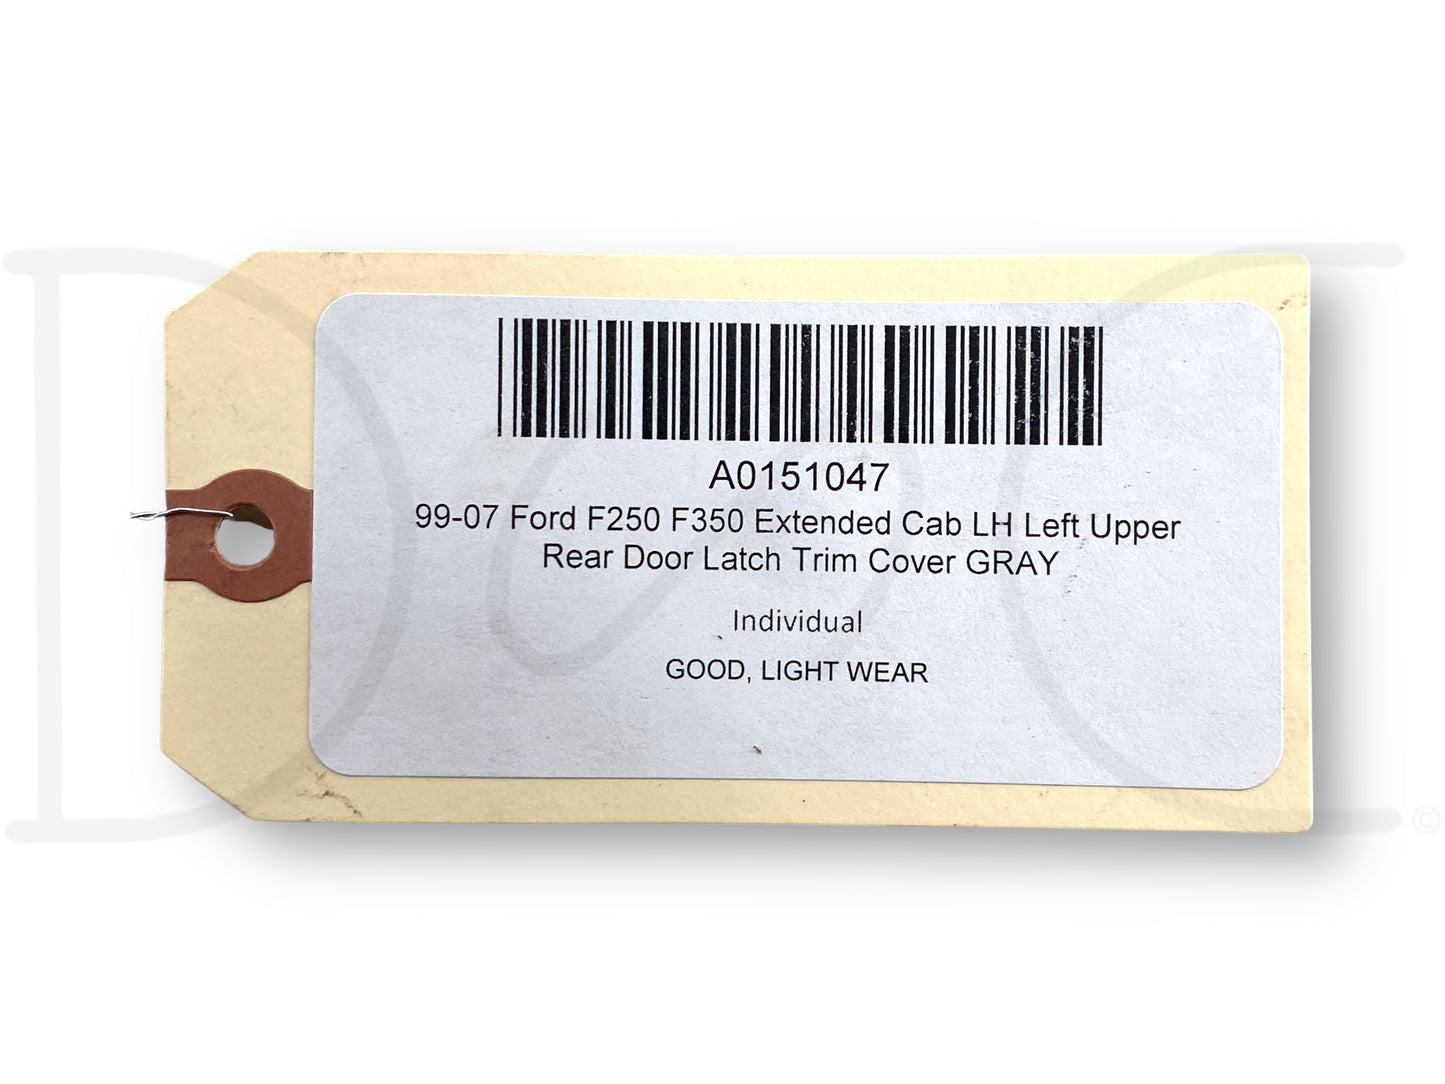 A0151047
99-07 Ford F250 F350 Extended Cab LH Left Upper
Rear Door Latch Trim Cover GRAY
Individual
GOOD, LIGHT WEAR
©